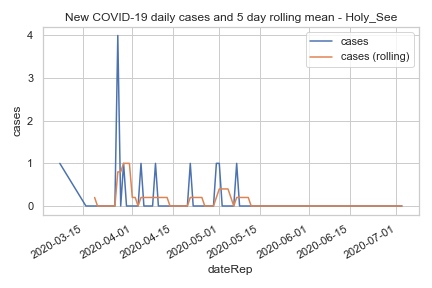 New COVID-19 daily cases and 5 day rolling mean - Holy_See
cases
cases (rolling)
4
3
2
1
0
cases
2020-03-15
2020-04-01
2020-04-15
2020-05-01
2020-05-15
2020-06-01
2020-06-15
2020-07-01
dateRep